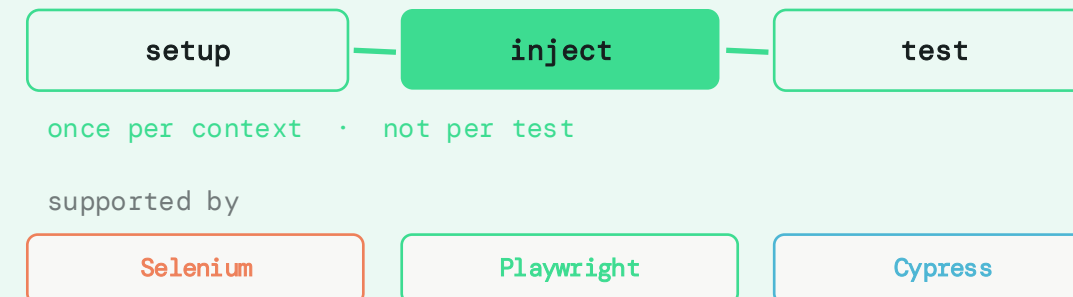 setup inject test
once per context · not per test
supported by
Selenium Playwright Cypress